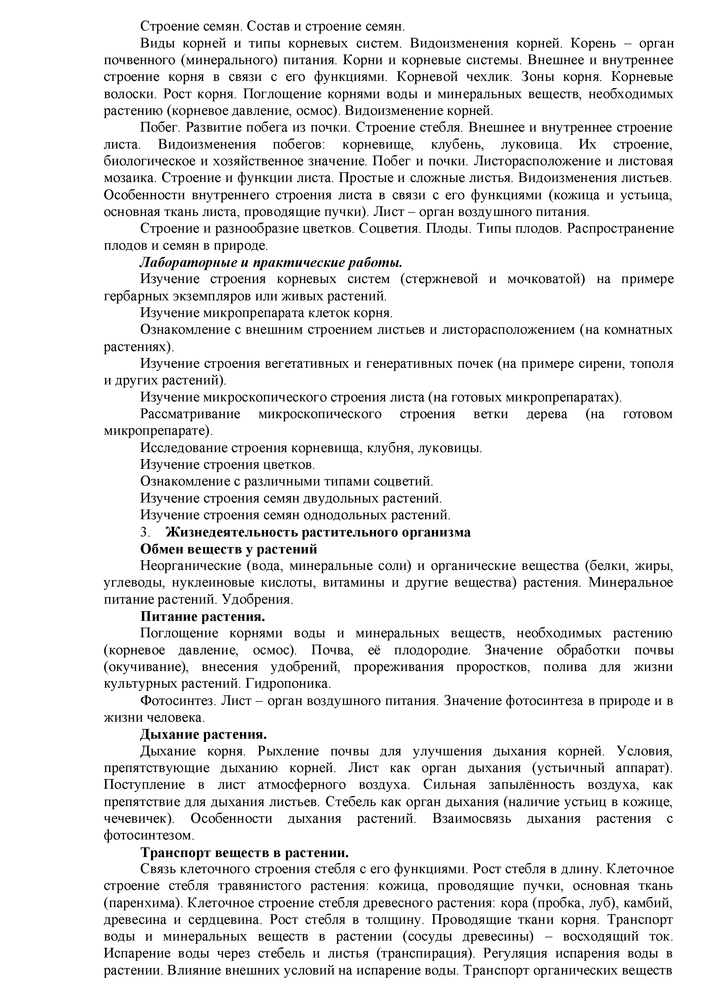 Строение семян. Состав и строение семян.
Виды корней и типы корневых систем. Видоизменения корней. Корень – орган
почвенного (минерального) питания. Корни и корневые системы. Внешнее и внутреннее
строение корня в связи с его функциями. Корневой чехлик. Зоны корня. Корневые
волоски. Рост корня. Поглощение корнями воды и минеральных веществ, необходимых
растению (корневое давление, осмос). Видоизменение корней.
Побег. Развитие побега из почки. Строение стебля. Внешнее и внутреннее строение
листа. Видоизменения побегов: корневище, клубень, луковица. Их строение,
биологическое и хозяйственное значение. Побег и почки. Листорасположение и листовая
мозаика. Строение и функции листа. Простые и сложные листья. Видоизменения листьев.
Особенности внутреннего строения листа в связи с его функциями (кожица и устьица,
основная ткань листа, проводящие пучки). Лист – орган воздушного питания.
Строение и разнообразие цветков. Соцветия. Плоды. Типы плодов. Распространение
плодов и семян в природе.
Лабораторные и практические работы.
Изучение строения корневых систем (стержневой и мочковатой) на примере
гербарных экземпляров или живых растений.
Изучение микропрепарата клеток корня.
Ознакомление с внешним строением листьев и листорасположением (на комнатных
растениях).
Изучение строения вегетативных и генеративных почек (на примере сирени, тополя
и других растений).
Изучение микроскопического строения листа (на готовых микропрепаратах).
Рассматривание микроскопического строения ветки дерева (на готовом
микропрепарате).
Исследование строения корневища, клубня, луковицы.
Изучение строения цветков.
Ознакомление с различными типами соцветий.
Изучение строения семян двудольных растений.
Изучение строения семян однодольных растений.
3. Жизнедеятельность растительного организма
Обмен веществ у растений
Неорганические (вода, минеральные соли) и органические вещества (белки, жиры,
углеводы, нуклеиновые кислоты, витамины и другие вещества) растения. Минеральное
питание растений. Удобрения.
Питание растения.
Поглощение корнями воды и минеральных веществ, необходимых растению
(корневое давление, осмос). Почва, её плодородие. Значение обработки почвы
(окучивание), внесения удобрений, прореживания проростков, полива для жизни
культурных растений. Гидропоника.
Фотосинтез. Лист – орган воздушного питания. Значение фотосинтеза в природе и в
жизни человека.
Дыхание растения.
Дыхание корня. Рыхление почвы для улучшения дыхания корней. Условия,
препятствующие дыханию корней. Лист как орган дыхания (устьичный аппарат).
Поступление в лист атмосферного воздуха. Сильная запылённость воздуха, как
препятствие для дыхания листьев. Стебель как орган дыхания (наличие устьиц в кожице,
чечевичек). Особенности дыхания растений. Взаимосвязь дыхания растения с
фотосинтезом.
Транспорт веществ в растении.
Связь клеточного строения стебля с его функциями. Рост стебля в длину. Клеточное
строение стебля травянистого растения: кожица, проводящие пучки, основная ткань
(паренхима). Клеточное строение стебля древесного растения: кора (пробка, луб), камбий,
древесина и сердцевина. Рост стебля в толщину. Проводящие ткани корня. Транспорт
воды и минеральных веществ в растении (сосуды древесины) – восходящий ток.
Испарение воды через стебель и листья (транспирация). Регуляция испарения воды в
растении. Влияние внешних условий на испарение воды. Транспорт органических веществ